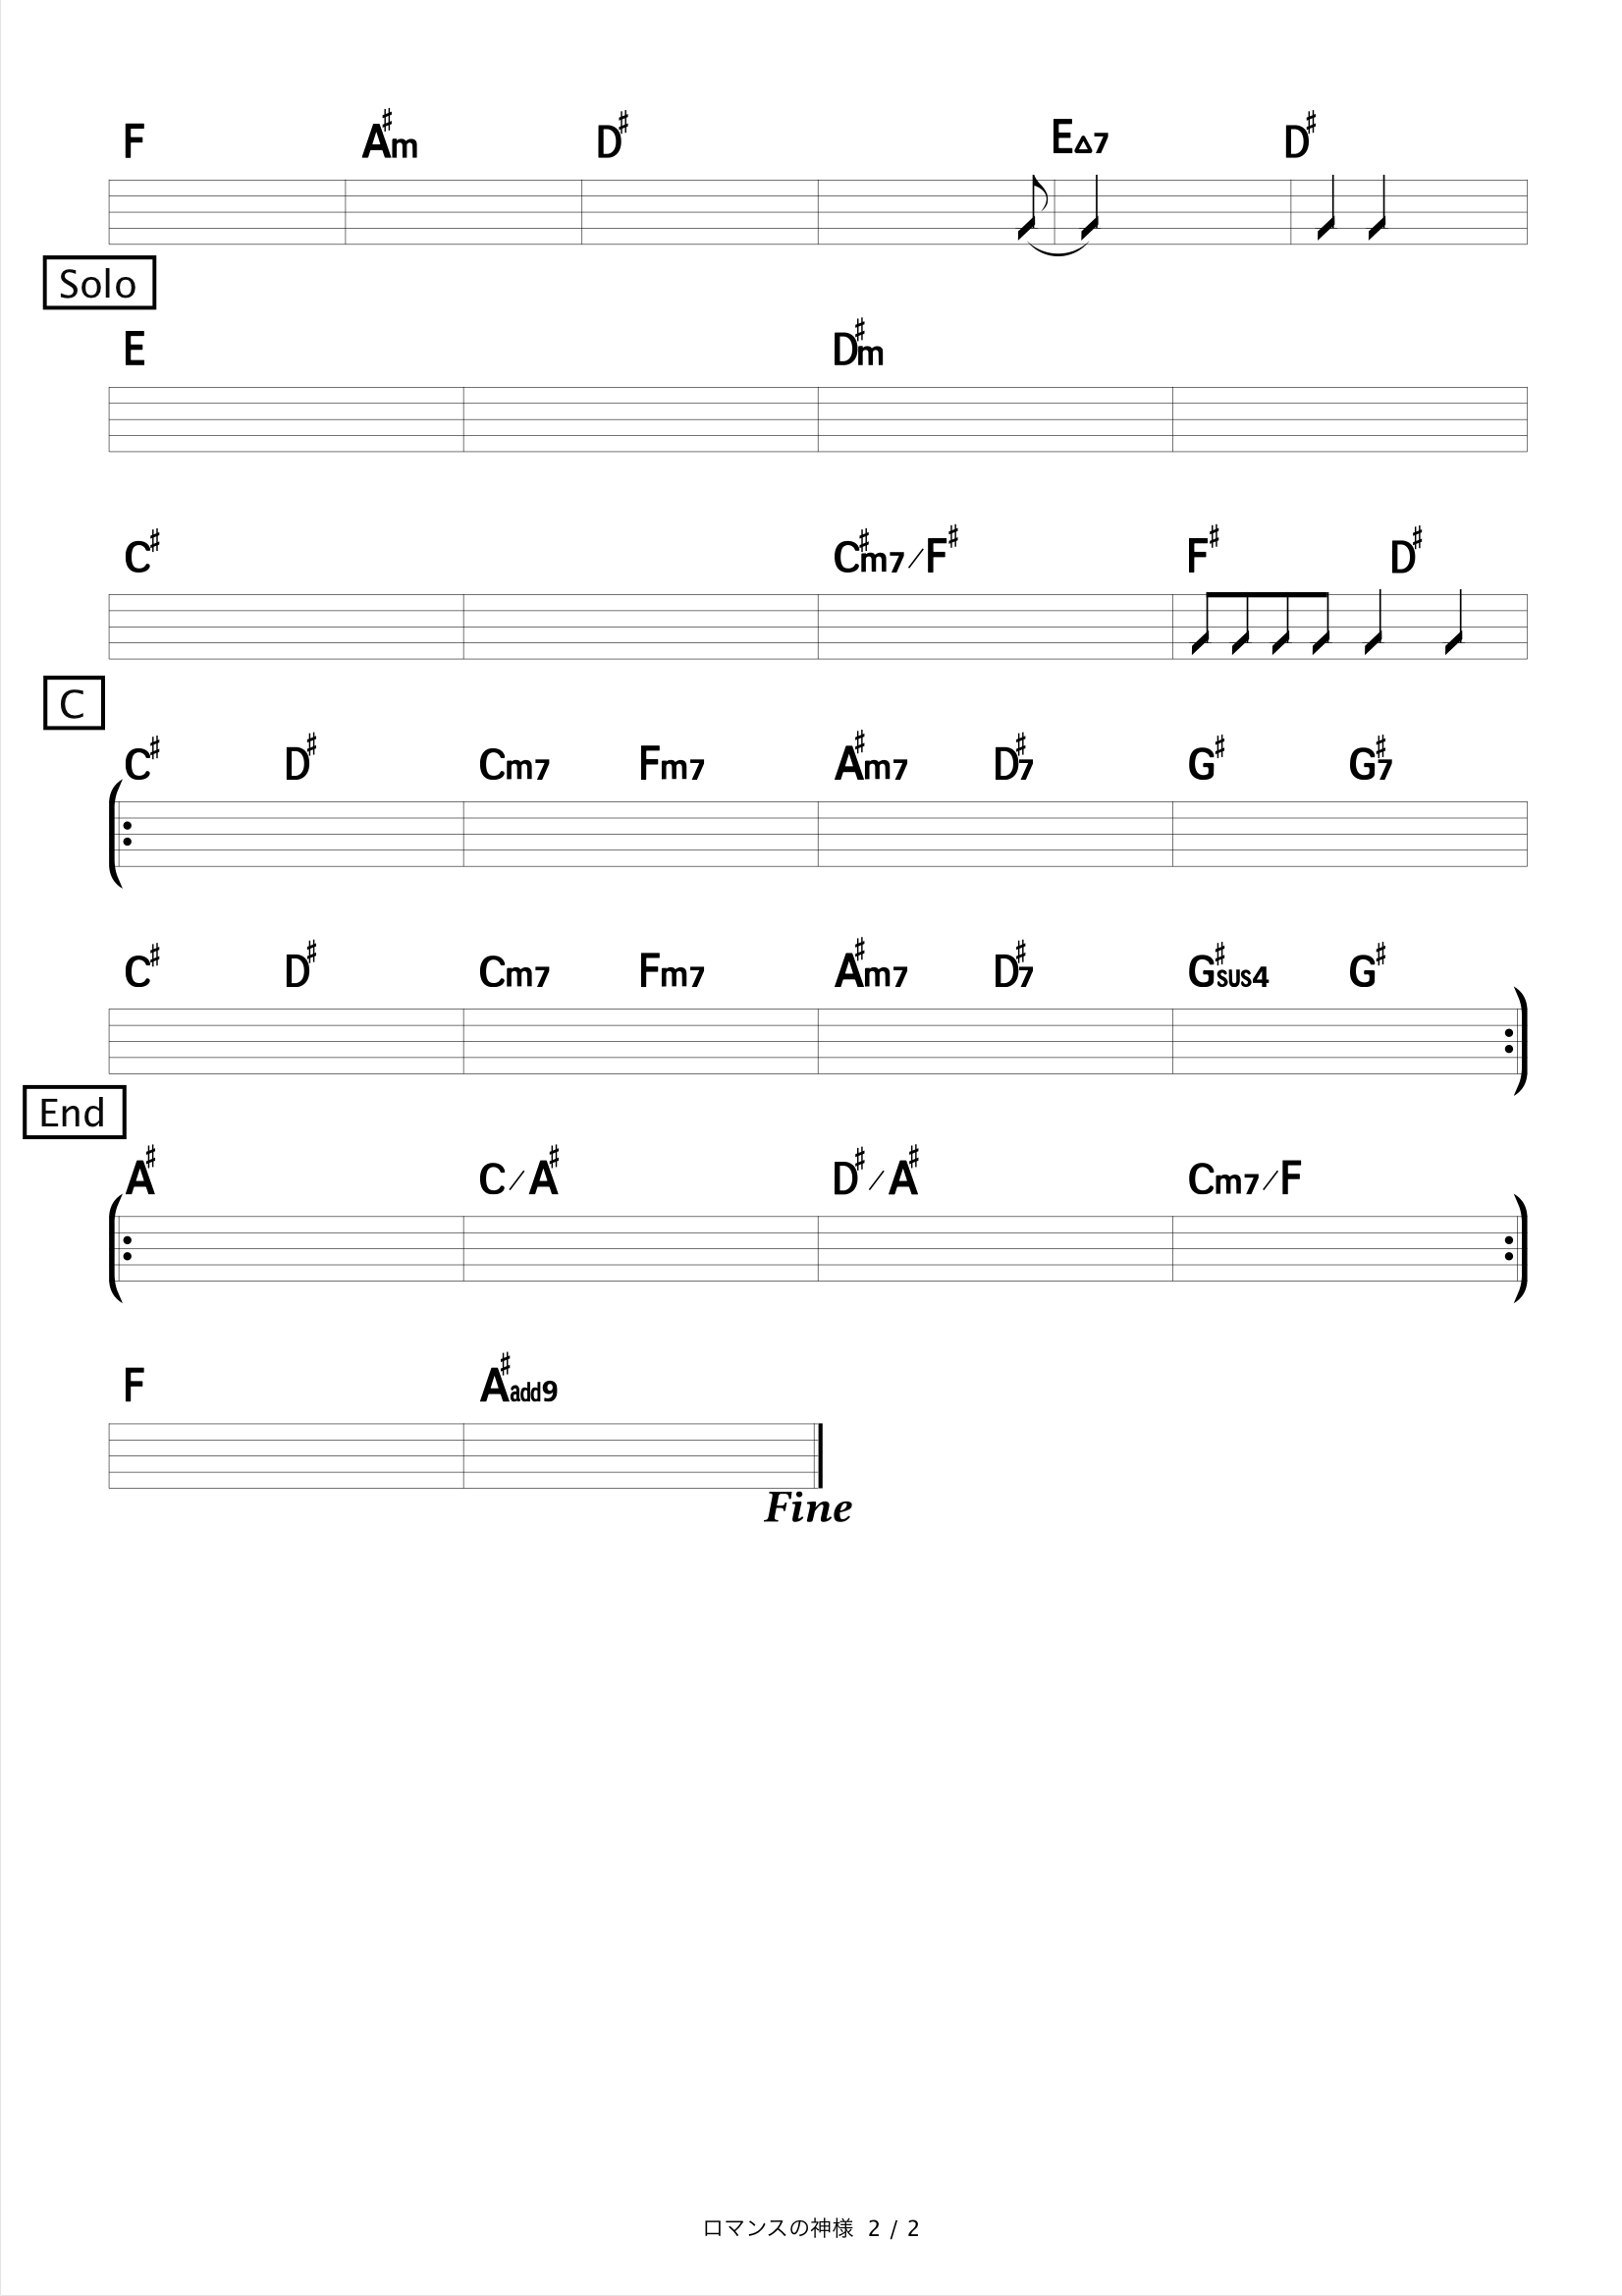 F A♯m D♯ E△7 D♯
Solo
E D♯m
C♯ C♯m7/F♯ F♯ D♯
C
C♯ D♯ Cm7 Fm7 A♯m7 D♯7 G♯ G♯7
C♯ D♯ Cm7 Fm7 A♯m7 D♯7 G♯sus4 G♯
End
A♯ C/A♯ D♯/A♯ Cm7/F
F A♯add9
Fine
ロマンスの神様 2 / 2